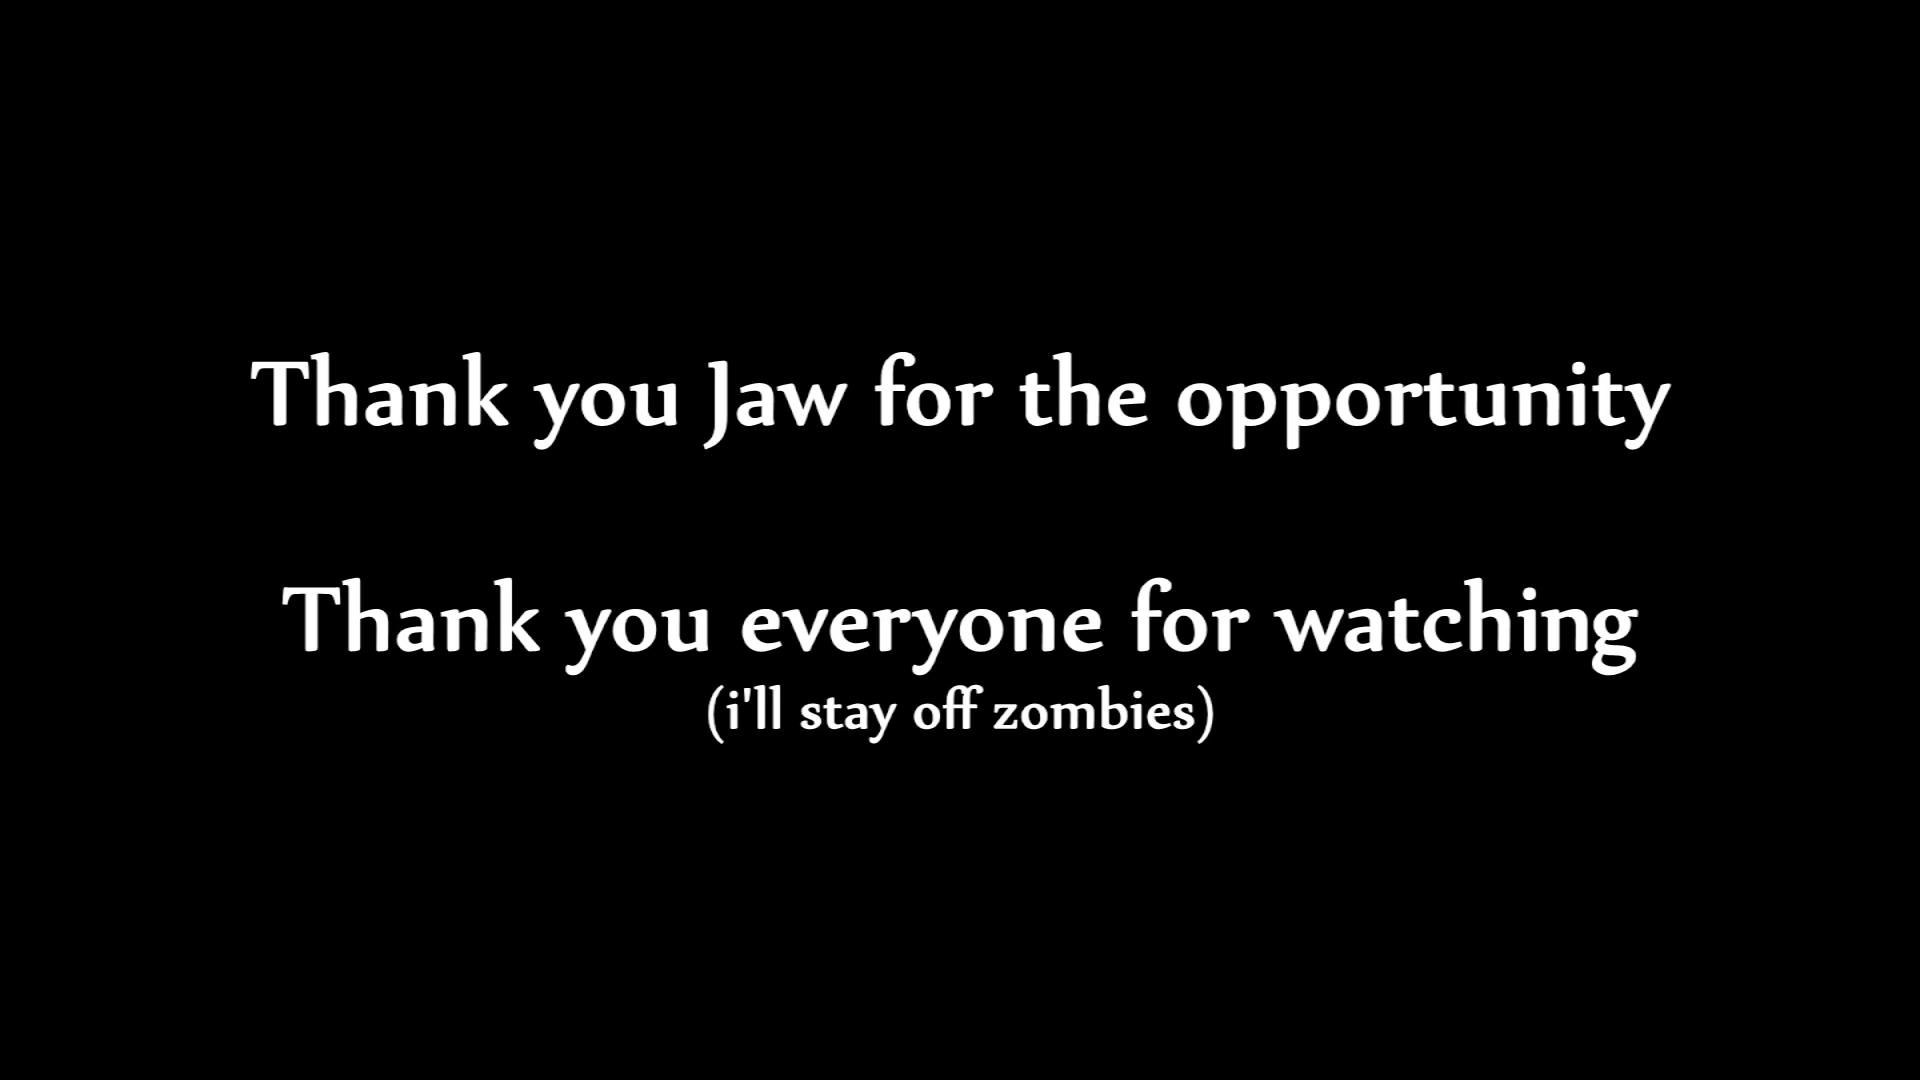 Thank you Jaw for the opportunity
Thank you everyone for watching
(i'll stay off zombies)